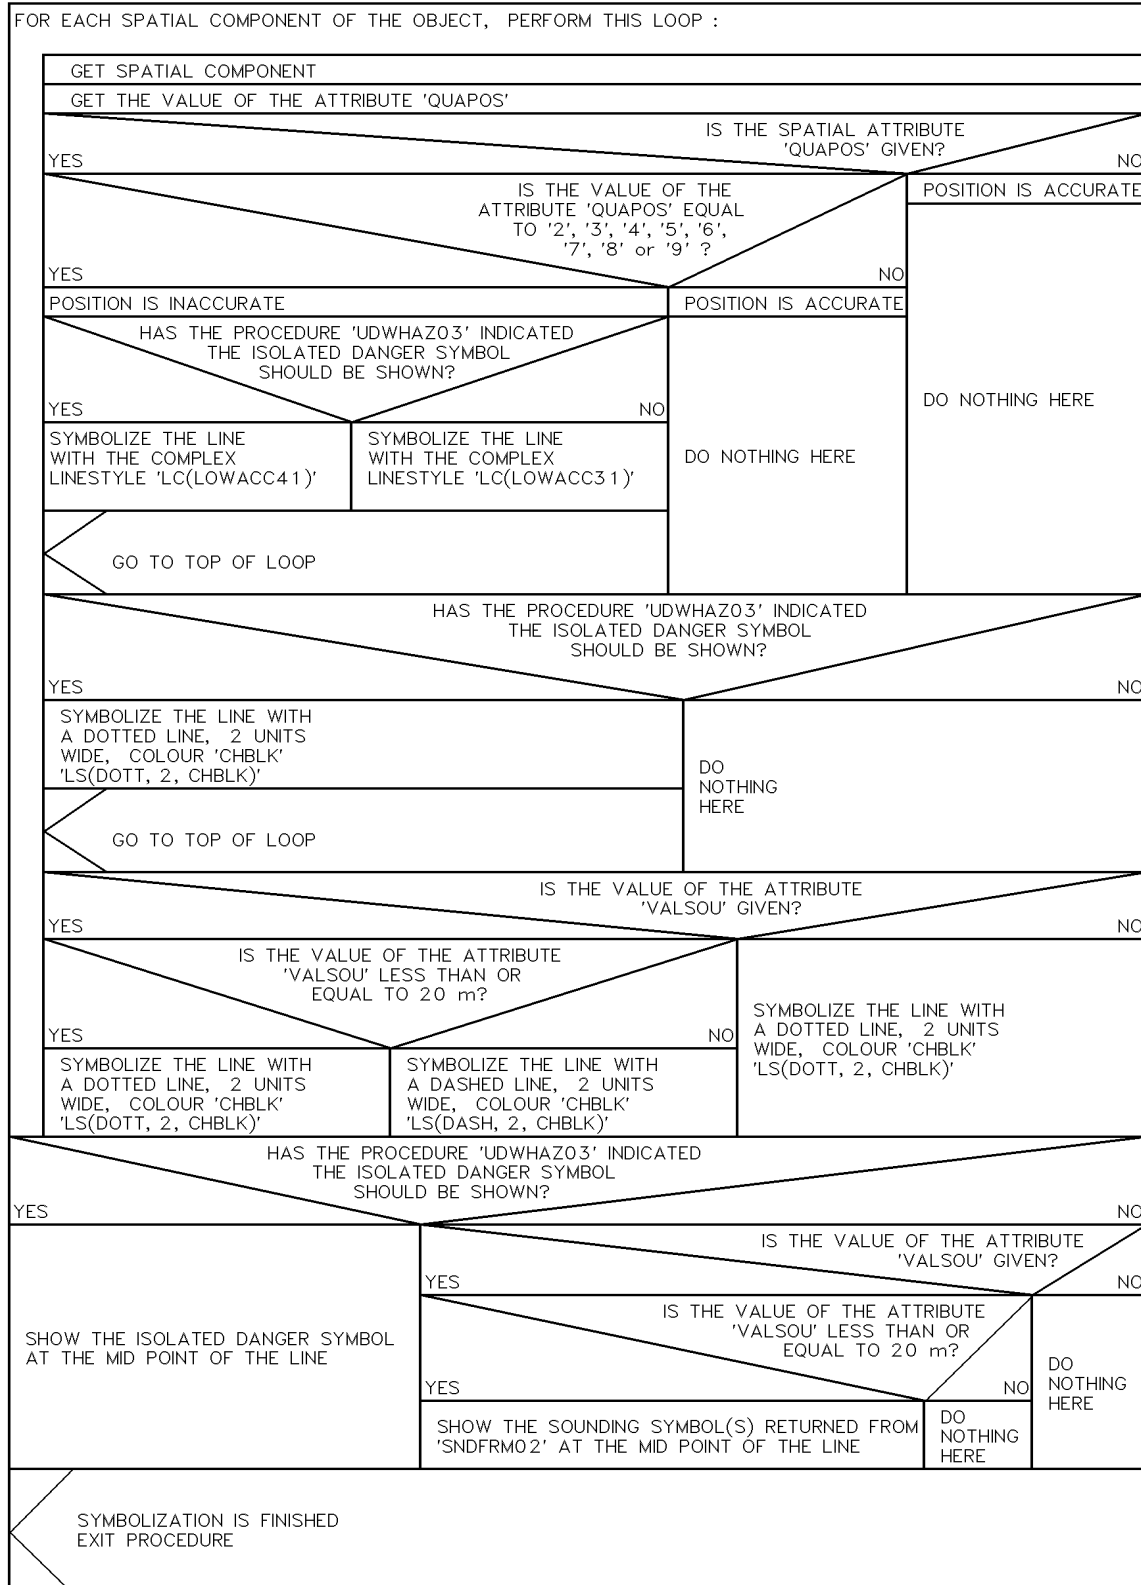 FOR EACH SPATIAL COMPONENT OF THE OBJECT, PERFORM THIS LOOP :
GET SPATIAL COMPONENT
GET THE VALUE OF THE ATTRIBUTE 'QUAPOS'
IS THE SPATIAL ATTRIBUTE
'QUAPOS' GIVEN?
YES
NO
IS THE VALUE OF THE
ATTRIBUTE 'QUAPOS' EQUAL
TO '2', '3', '4', '5', '6',
'7', '8' or '9' ?
YES
NO
POSITION IS ACCURATE
DO NOTHING HERE
POSITION IS INACCURATE
POSITION IS ACCURATE
HAS THE PROCEDURE 'UDWHAZ03' INDICATED
THE ISOLATED DANGER SYMBOL
SHOULD BE SHOWN?
YES
NO
SYMBOLIZE THE LINE
WITH THE COMPLEX
LINESTYLE 'LC(LOWACC41)'
SYMBOLIZE THE LINE
WITH THE COMPLEX
LINESTYLE 'LC(LOWACC31)'
DO NOTHING HERE
GO TO TOP OF LOOP
HAS THE PROCEDURE 'UDWHAZ03' INDICATED
THE ISOLATED DANGER SYMBOL
SHOULD BE SHOWN?
YES
NO
SYMBOLIZE THE LINE WITH
A DOTTED LINE, 2 UNITS
WIDE, COLOUR 'CHBLK'
'LS(DOTT, 2, CHBLK)'
DO
NOTHING
HERE
GO TO TOP OF LOOP
IS THE VALUE OF THE ATTRIBUTE
'VALSOU' GIVEN?
YES
NO
IS THE VALUE OF THE ATTRIBUTE
'VALSOU' LESS THAN OR
EQUAL TO 20 m?
YES
NO
SYMBOLIZE THE LINE WITH
A DOTTED LINE, 2 UNITS
WIDE, COLOUR 'CHBLK'
'LS(DOTT, 2, CHBLK)'
SYMBOLIZE THE LINE WITH
A DASHED LINE, 2 UNITS
WIDE, COLOUR 'CHBLK'
'LS(DASH, 2, CHBLK)'
SYMBOLIZE THE LINE WITH
A DOTTED LINE, 2 UNITS
WIDE, COLOUR 'CHBLK'
'LS(DOTT, 2, CHBLK)'
HAS THE PROCEDURE 'UDWHAZ03' INDICATED
THE ISOLATED DANGER SYMBOL
SHOULD BE SHOWN?
YES
NO
SHOW THE ISOLATED DANGER SYMBOL
AT THE MID POINT OF THE LINE
IS THE VALUE OF THE ATTRIBUTE
'VALSOU' GIVEN?
YES
NO
IS THE VALUE OF THE ATTRIBUTE
'VALSOU' LESS THAN OR
EQUAL TO 20 m?
YES
NO
SHOW THE SOUNDING SYMBOL(S) RETURNED FROM
'SNDFRM02' AT THE MID POINT OF THE LINE
DO
NOTHING
HERE
DO
NOTHING
HERE
SYMBOLIZATION IS FINISHED
EXIT PROCEDURE